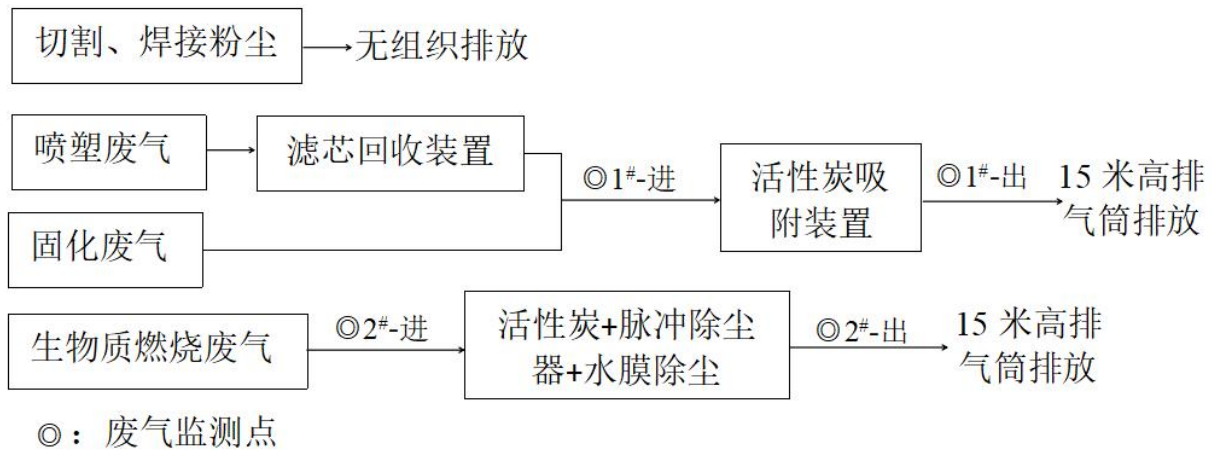 切割、焊接粉尘
无组织排放
喷塑废气
滤芯回收装置
◎1#-进
活性炭吸
附装置
◎1#-出
15 米高排
气筒排放
固化废气
生物质燃烧废气
◎2#-进
活性炭+脉冲除尘
器+水膜除尘
◎2#-出
15 米高排
气筒排放
◎：废气监测点